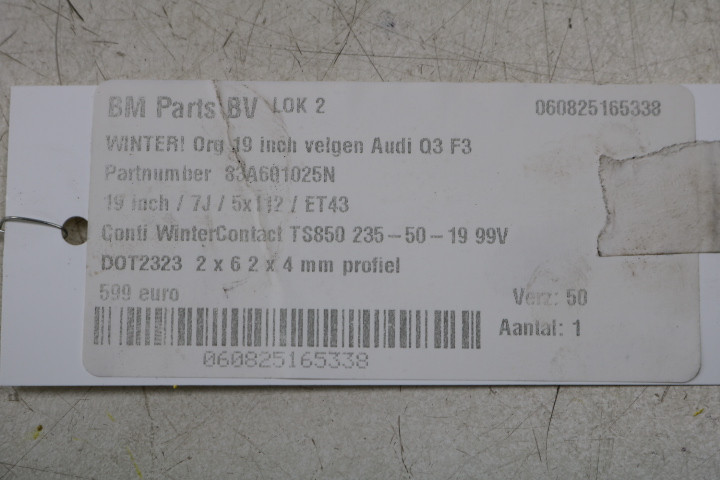 BM Parts BV LOK 2 060825165338
WINTER! Org 19 inch velgen Audi Q3 F3
Partnumber 83A601025N
19 inch / 7J / 5x112 / ET43
Conti WinterContact TS850 235-50-19 99V
DOT2323 2 x 6 2 x 4 mm profiel
599 euro Verz: 50
Aantal: 1
060825165338